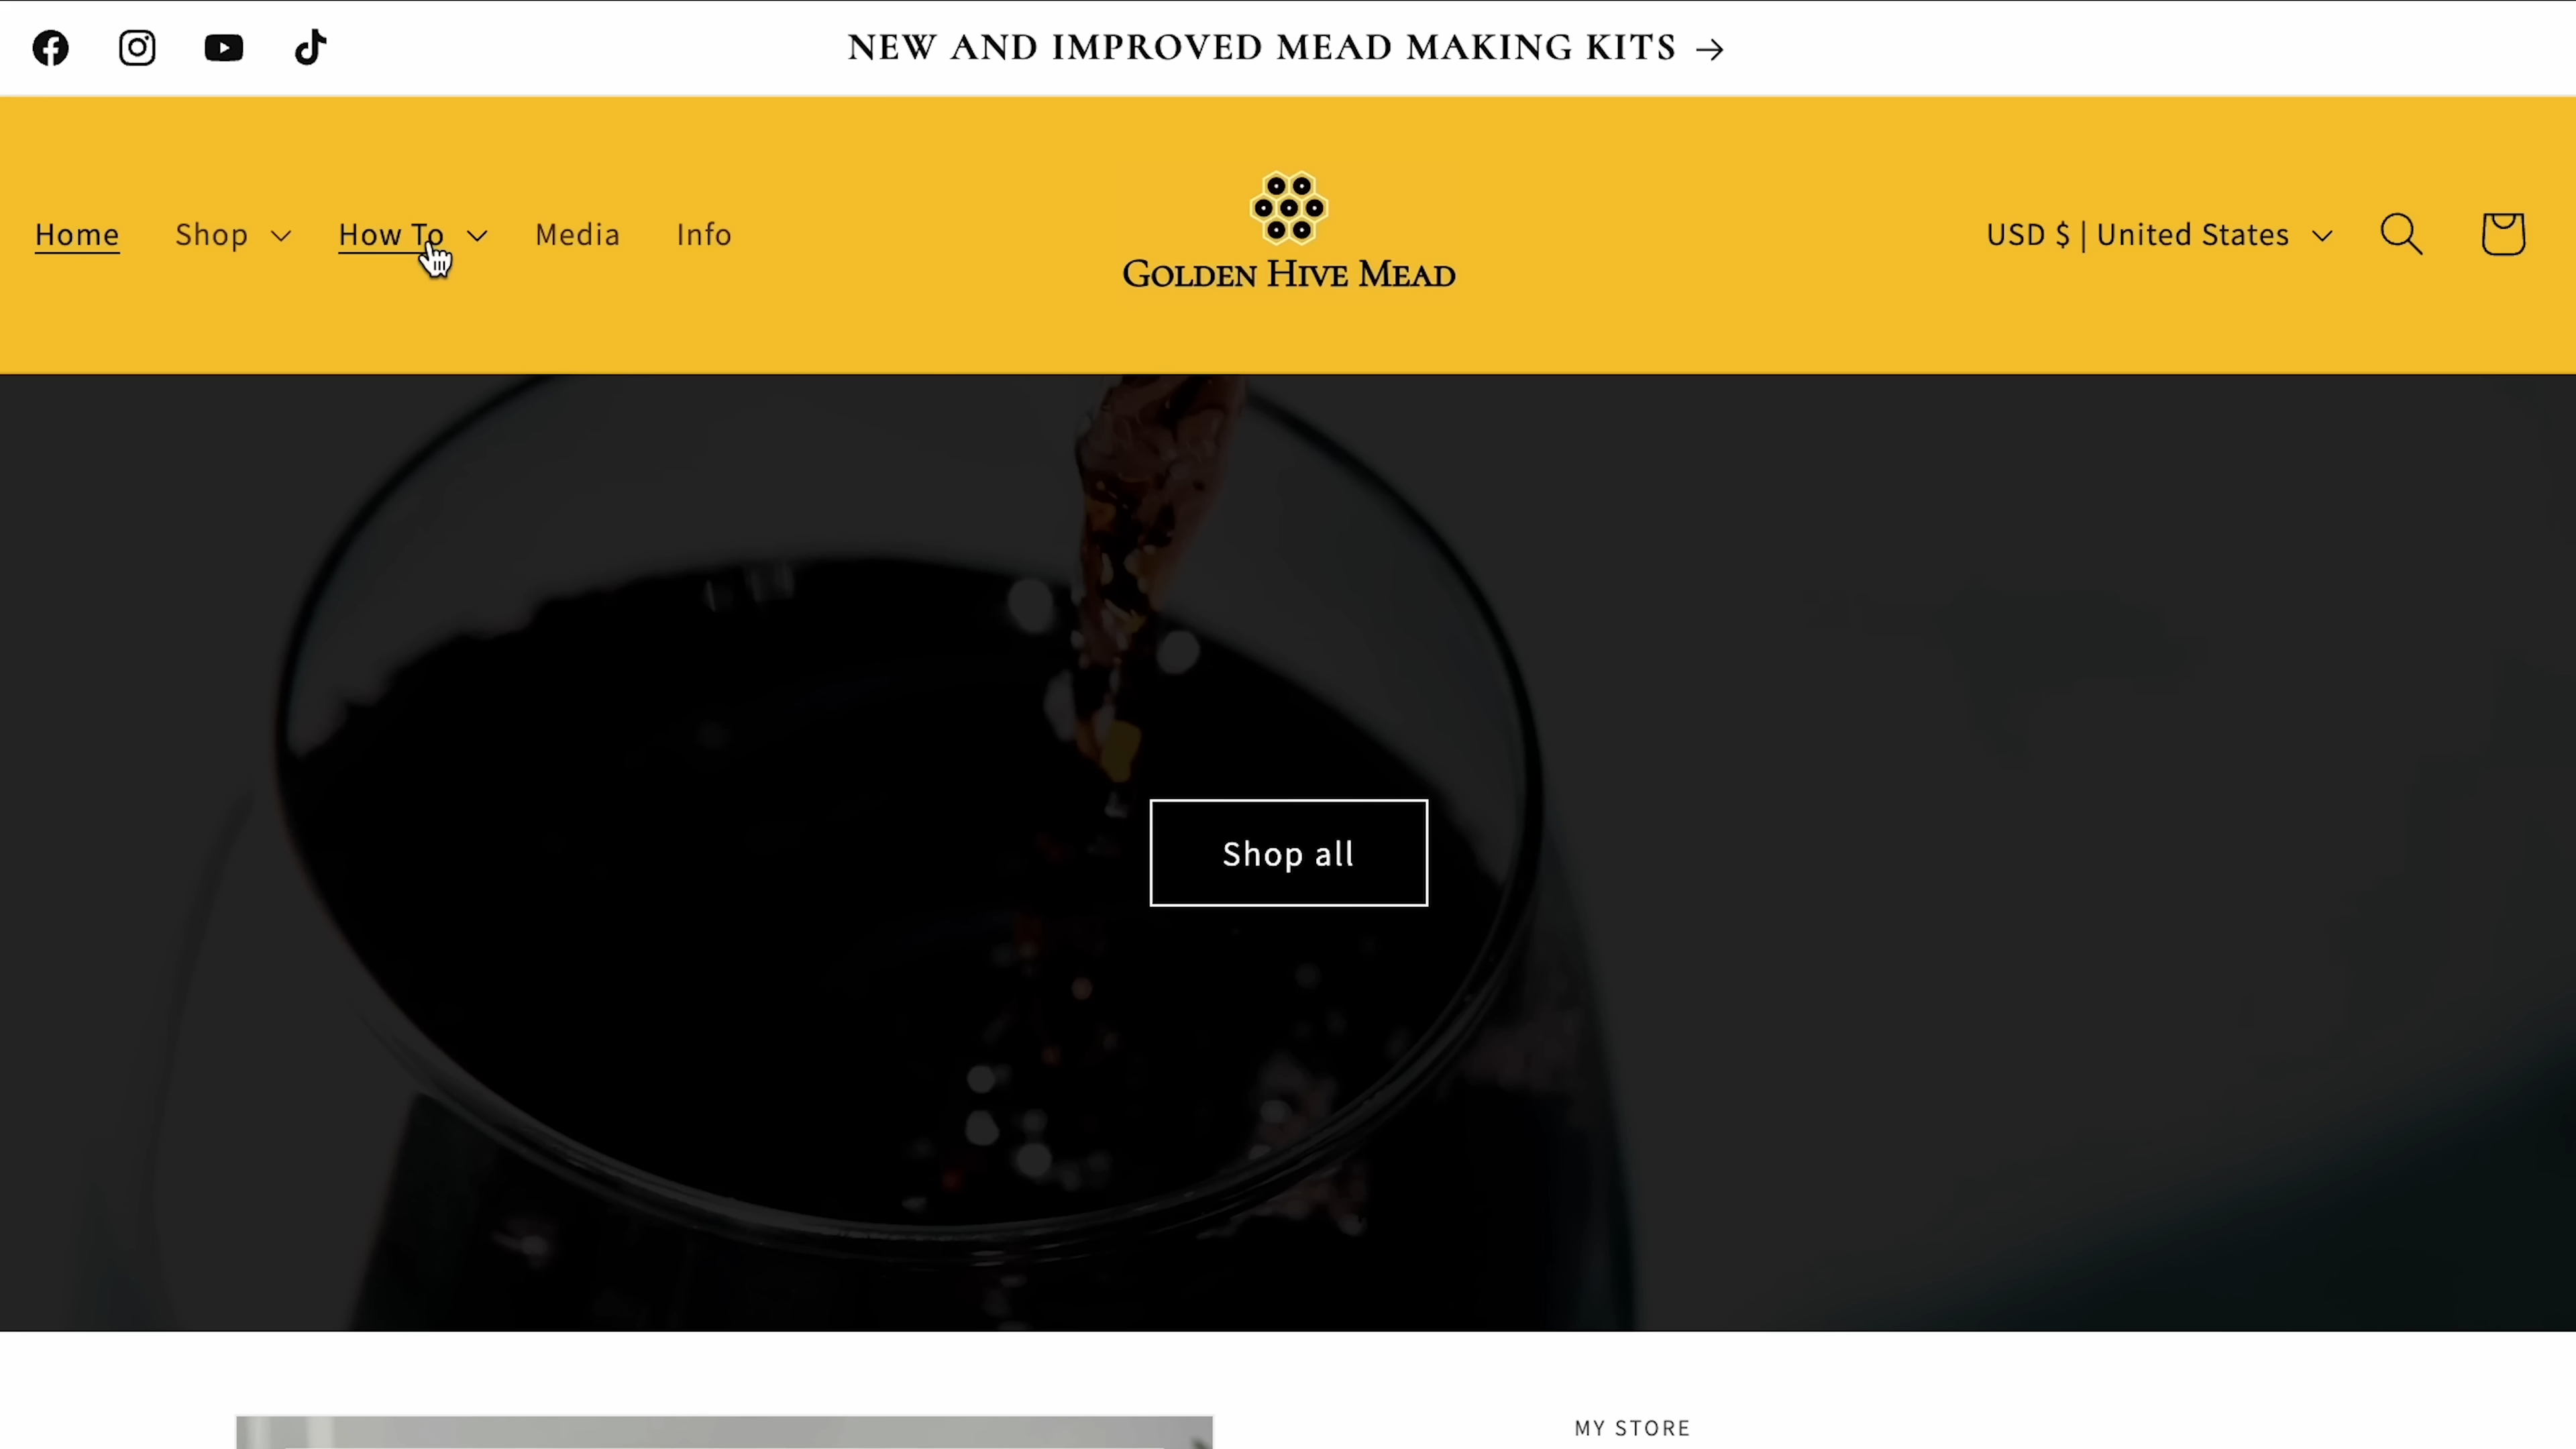 NEW AND IMPROVED MEAD MAKING KITS →
Home
Shop
How To
Media
Info
GOLDEN HIVE MEAD
USD $ | United States
Shop all
MY STORE